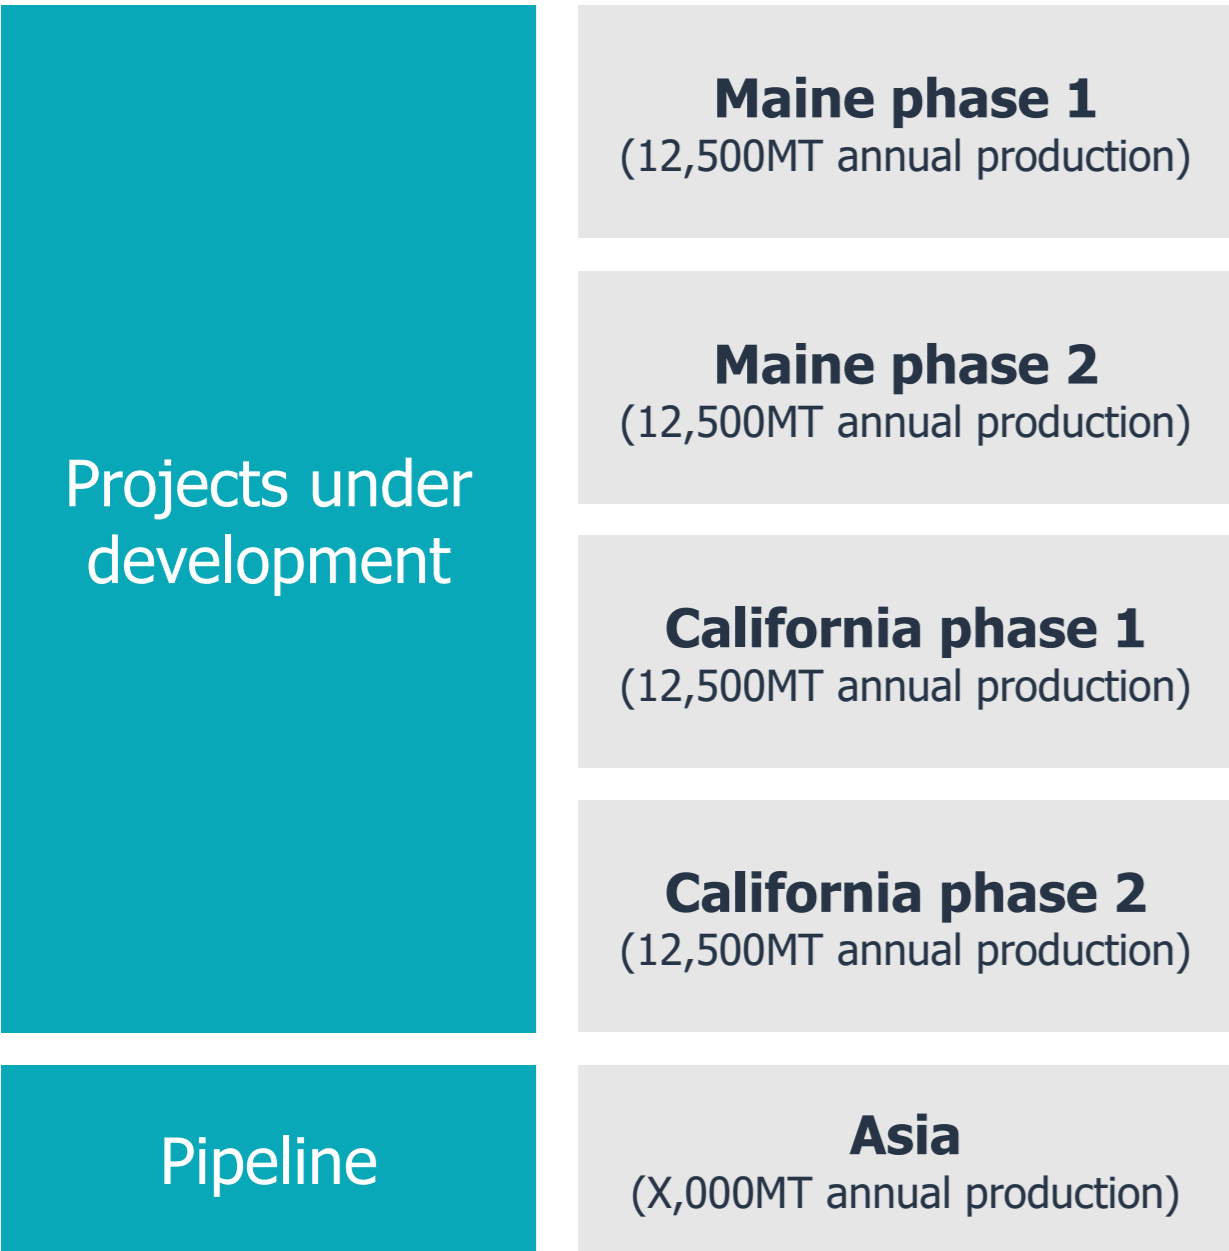 Projects under
development
Maine phase 1
(12,500MT annual production)
Maine phase 2
(12,500MT annual production)
California phase 1
(12,500MT annual production)
California phase 2
(12,500MT annual production)
Pipeline
Asia
(X,000MT annual production)